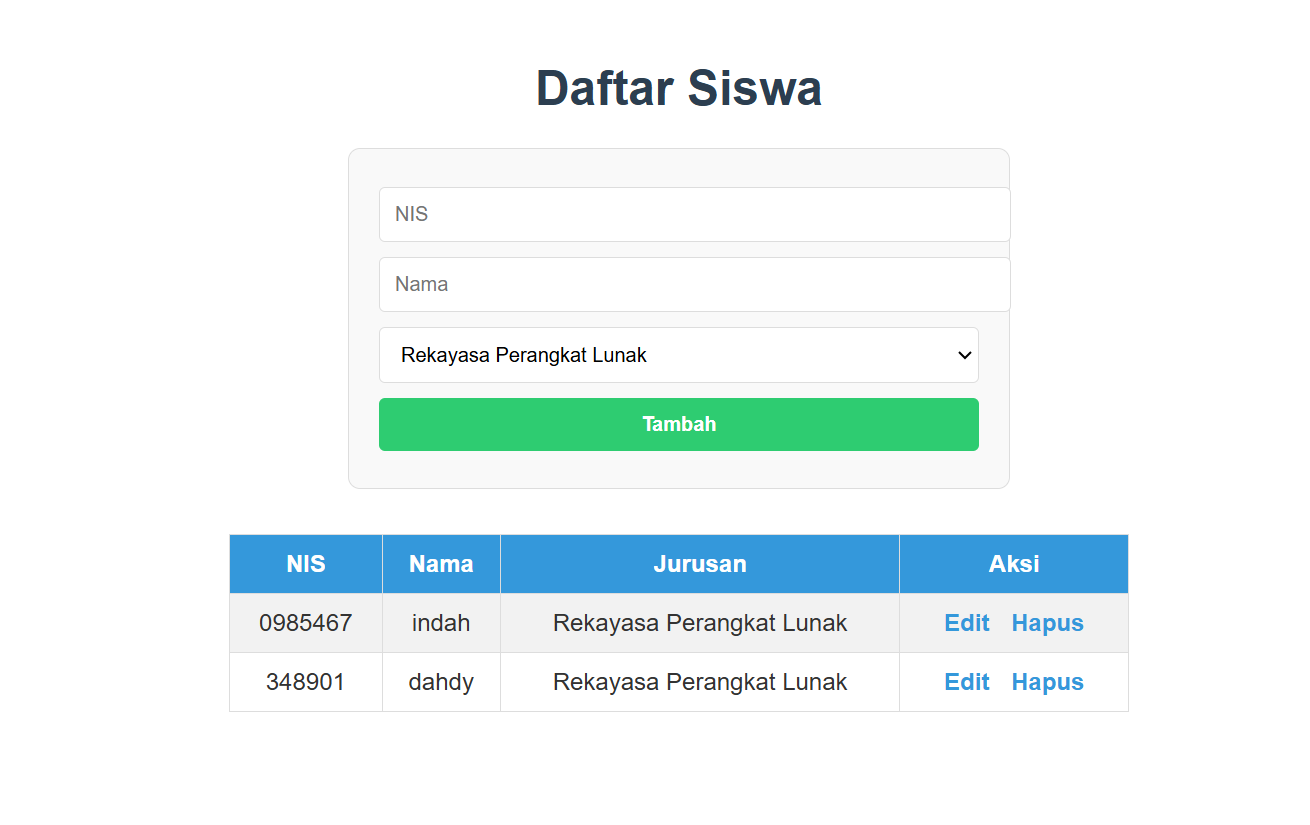 Daftar Siswa
NIS
Nama
Rekayasa Perangkat Lunak
Tambah
NIS Nama Jurusan Aksi
0985467 indah Rekayasa Perangkat Lunak Edit Hapus
348901 dahdy Rekayasa Perangkat Lunak Edit Hapus